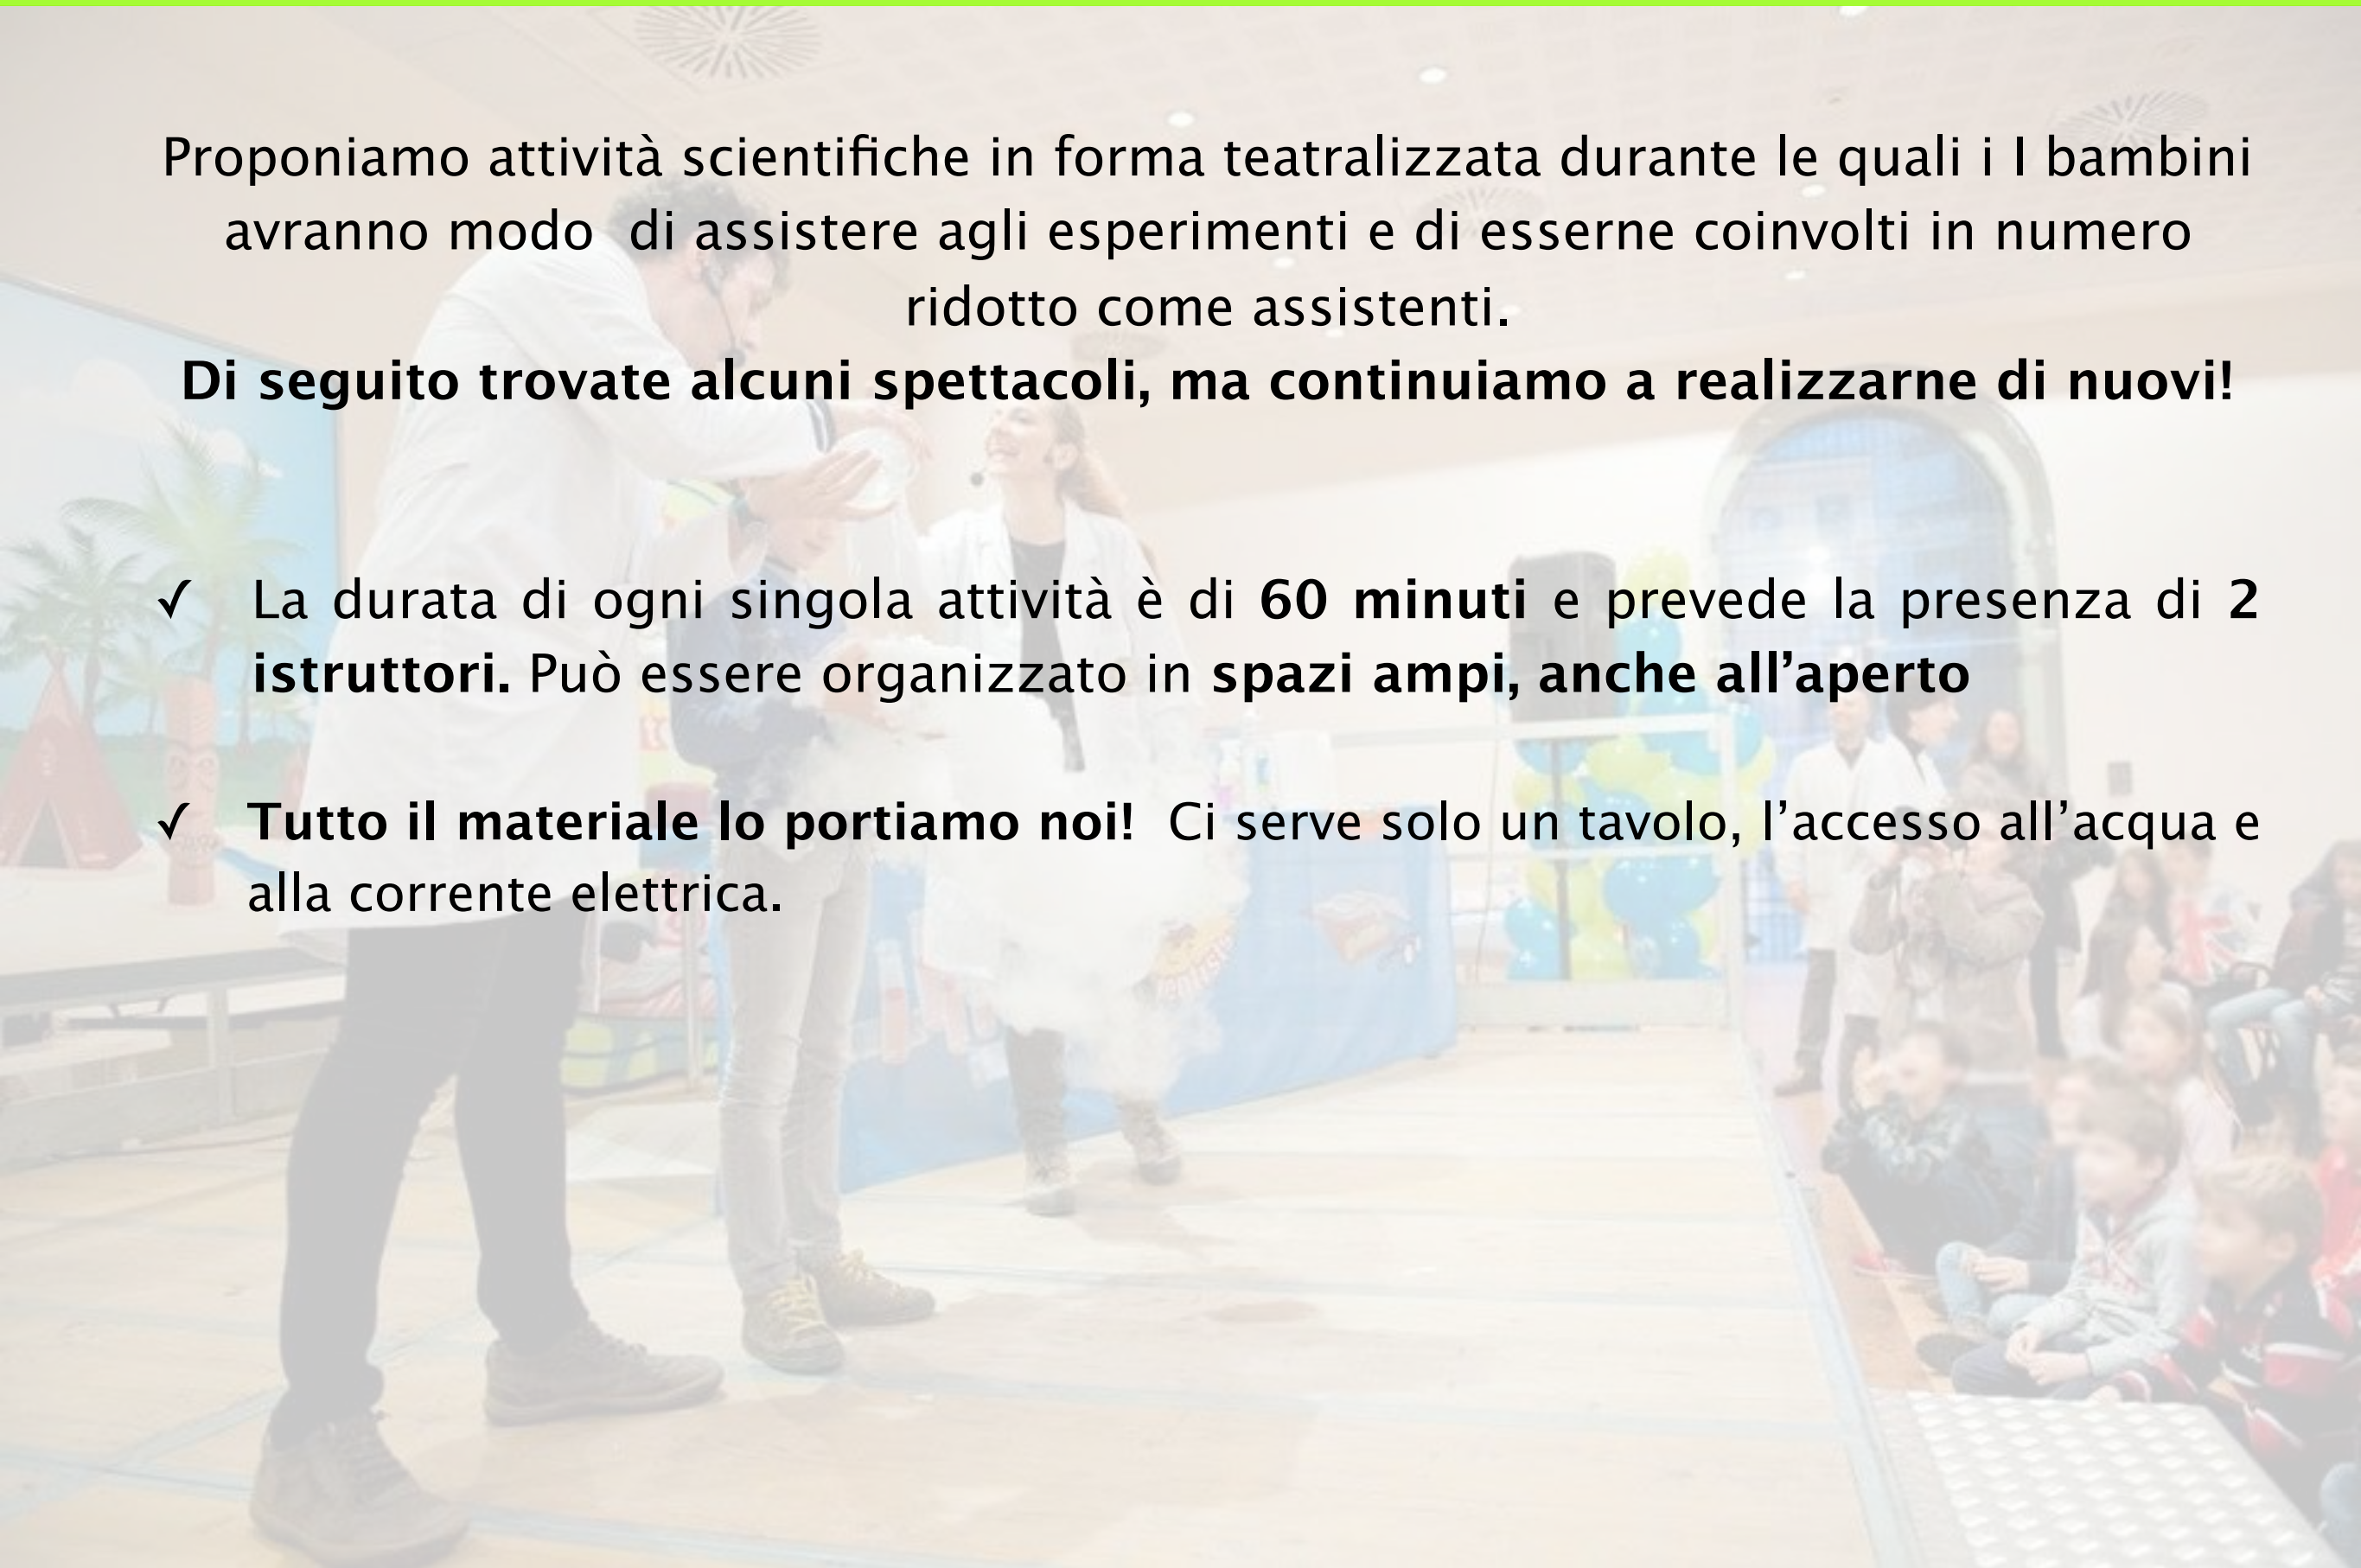 Proponiamo attività scientifiche in forma teatralizzata durante le quali i I bambini
avranno modo  di assistere agli esperimenti e di esserne coinvolti in numero
ridotto come assistenti.
Di seguito trovate alcuni spettacoli, ma continuiamo a realizzarne di nuovi!
✓ La durata di ogni singola attività è di 60 minuti e prevede la presenza di 2
istruttori. Può essere organizzato in spazi ampi, anche all’aperto
✓ Tutto il materiale lo portiamo noi!  Ci serve solo un tavolo, l’accesso all’acqua e
alla corrente elettrica.